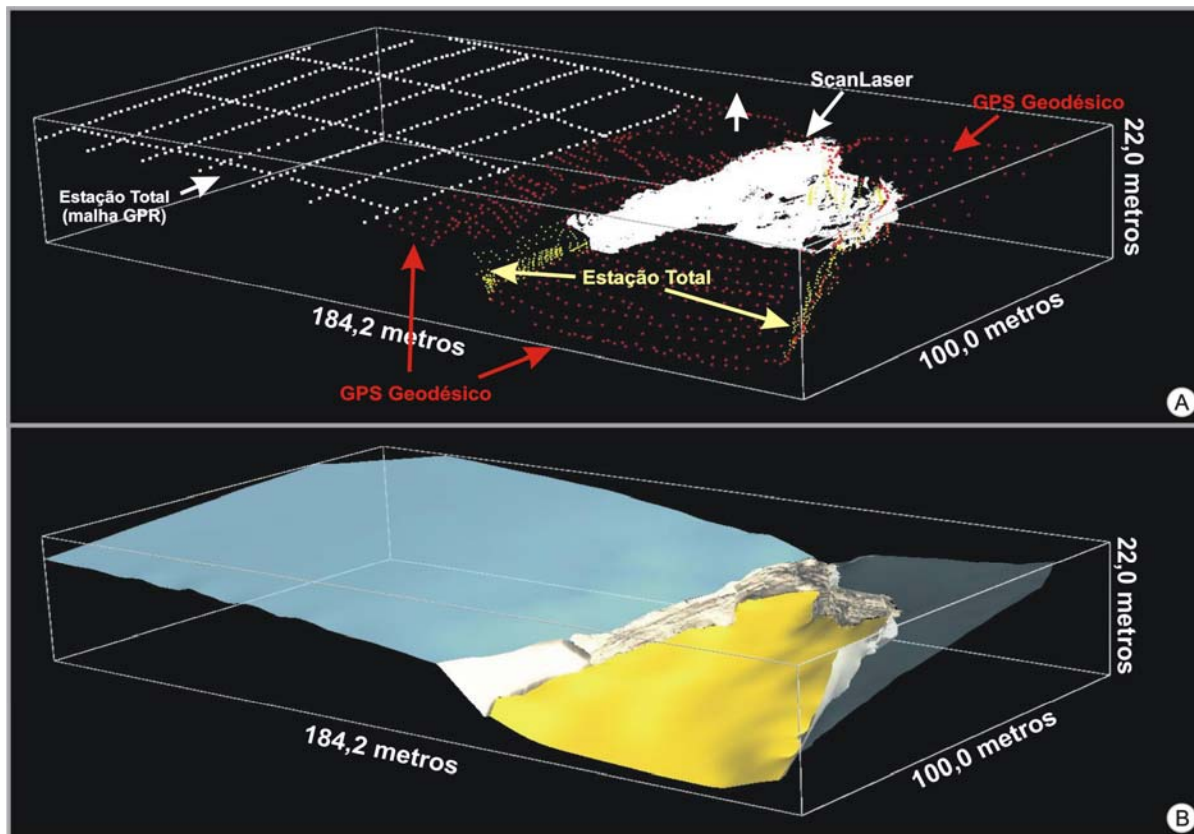 ScanLaser
GPS Geodésico
22,0 metros
Estação Total
(malha GPR)
Estação Total
184,2 metros
100,0 metros
GPS Geodésico
A
22,0 metros
184,2 metros
100,0 metros
B